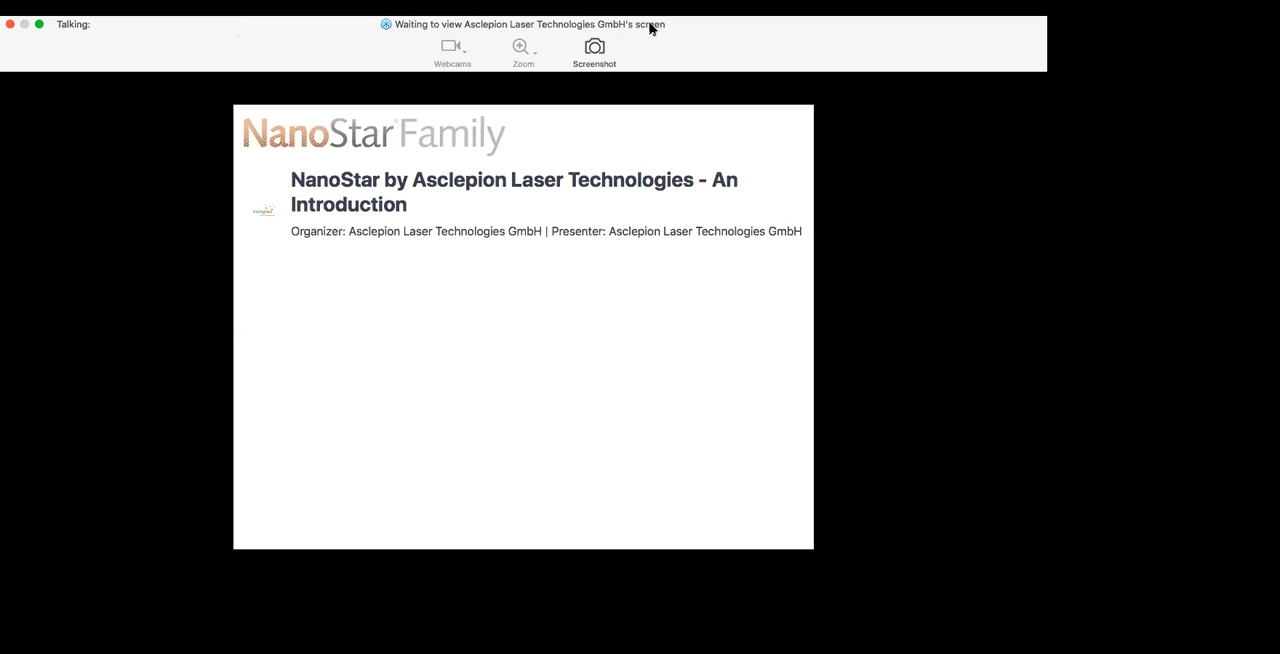 Talking:
Waiting to view Asclepion Laser Technologies GmbH's screen
Webcams
Zoom
Screenshot
NanoStar® Family
NanoStar by Asclepion Laser Technologies - An
Introduction
Organizer: Asclepion Laser Technologies GmbH | Presenter: Asclepion Laser Technologies GmbH